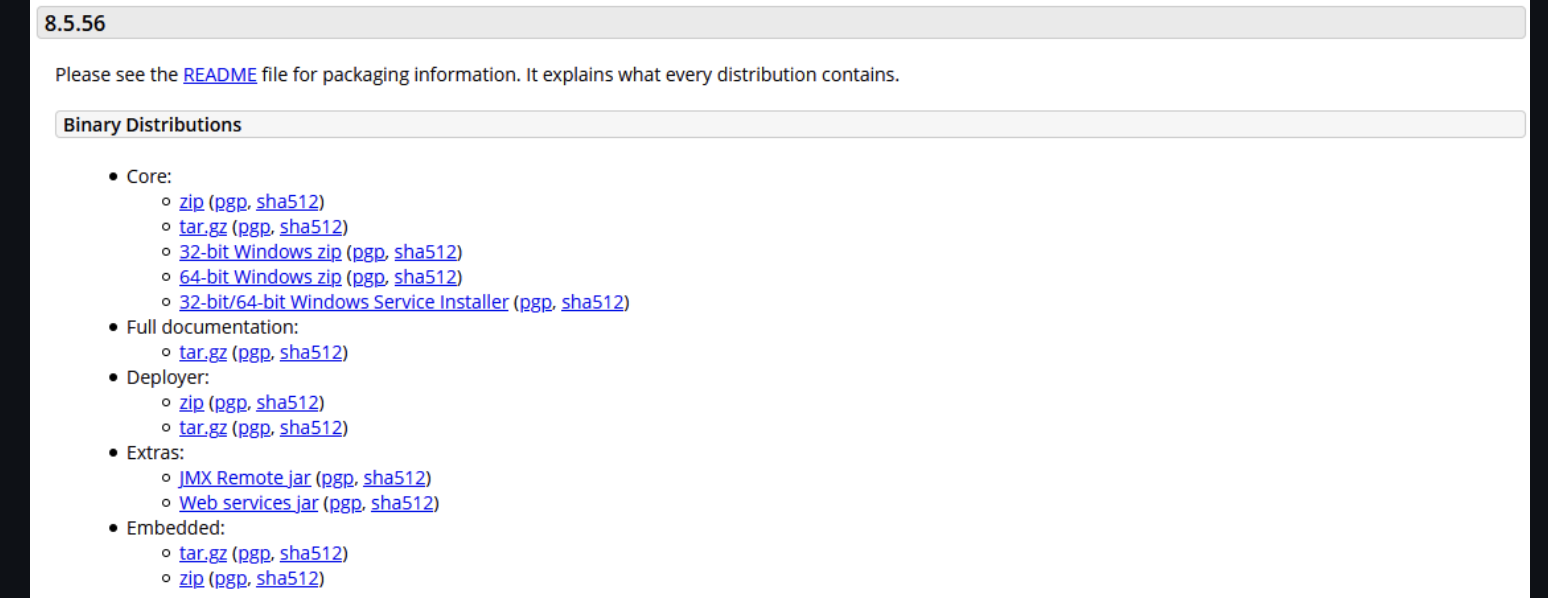 8.5.56
Please see the README file for packaging information. It explains what every distribution contains.
Binary Distributions
Core:
zip (pgp, sha512)
tar.gz (pgp, sha512)
32-bit Windows zip (pgp, sha512)
64-bit Windows zip (pgp, sha512)
32-bit/64-bit Windows Service Installer (pgp, sha512)
Full documentation:
tar.gz (pgp, sha512)
Deployer:
zip (pgp, sha512)
tar.gz (pgp, sha512)
Extras:
JMX Remote jar (pgp, sha512)
Web services jar (pgp, sha512)
Embedded:
tar.gz (pgp, sha512)
zip (pgp, sha512)